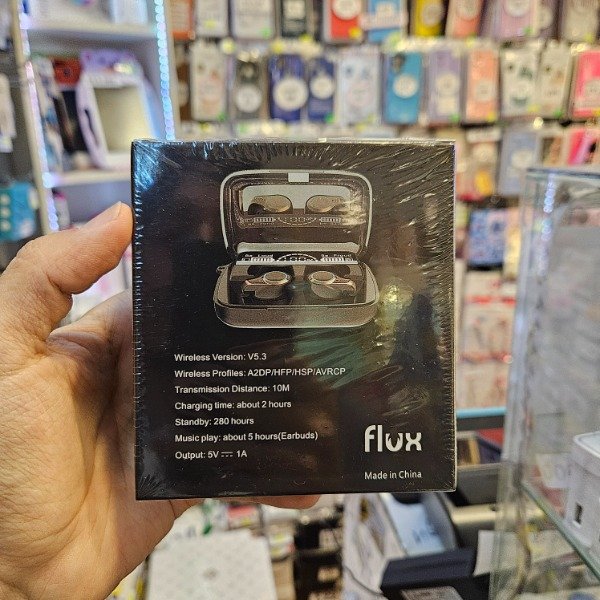 Wireless Version: V5.3
Wireless Profiles: A2DP/HFP/HSP/AVRCP
Transmission Distance: 10M
Charging time: about 2 hours
Standby: 280 hours
Music play: about 5 hours(Earbuds)
Output: 5V ⎓ 1A
flux
Made in China